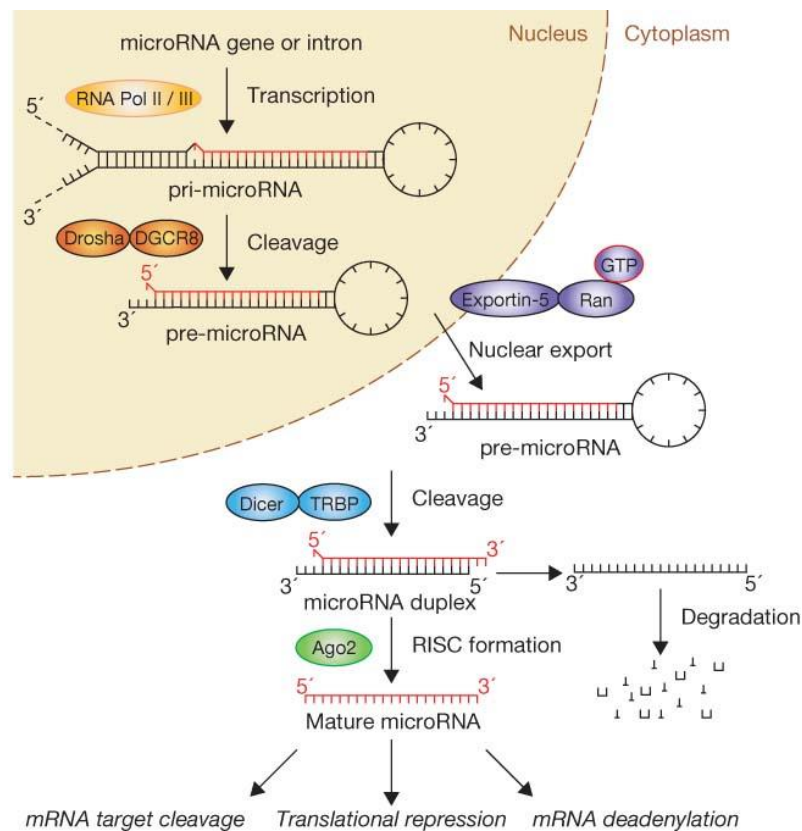 microRNA gene or intron
Nucleus
Cytoplasm
RNA Pol II / III
Transcription
5´
3´
pri-microRNA
Drosha
DGCR8
Cleavage
5´
3´
pre-microRNA
GTP
Exportin-5
Ran
Nuclear export
5´
3´
pre-microRNA
Dicer
TRBP
Cleavage
5´
3´
3´
5´
microRNA duplex
3´
5´
Degradation
Ago2
RISC formation
5´
3´
Mature microRNA
mRNA target cleavage
Translational repression
mRNA deadenylation